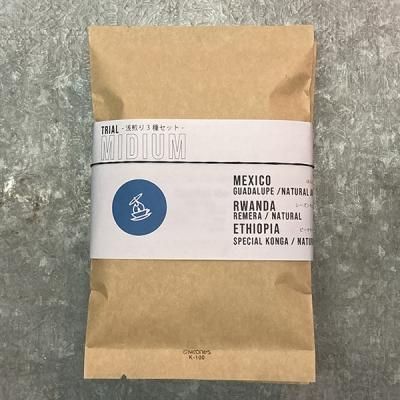 TRIAL - 浅煎り3種セット -
MIDIUM
MEXICO
GUADALUPE / NATURAL
RWANDA
REMERA / NATURAL
ETHIOPIA
SPECIAL KONGA / NATU
K-100